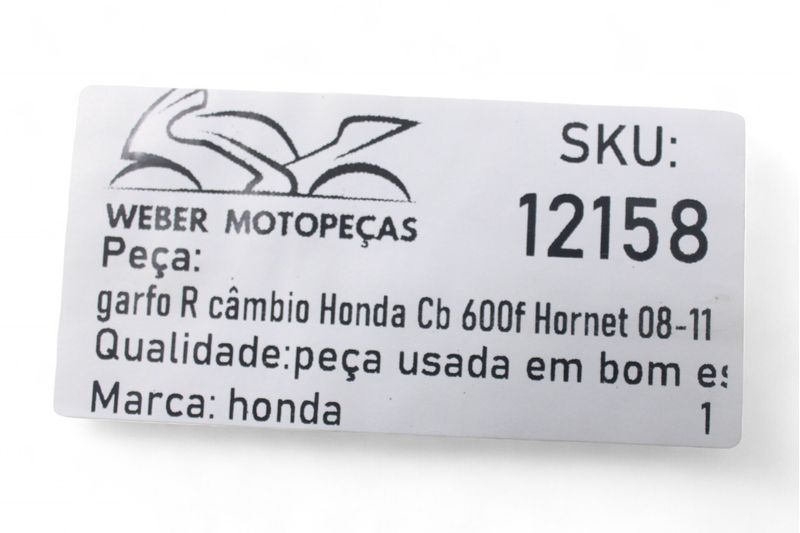 WEBER MOTOPEÇAS
SKU:
12158
Peça:
garfo R câmbio Honda Cb 600f Hornet 08-11
Qualidade:peça usada em bom es
Marca: honda
1